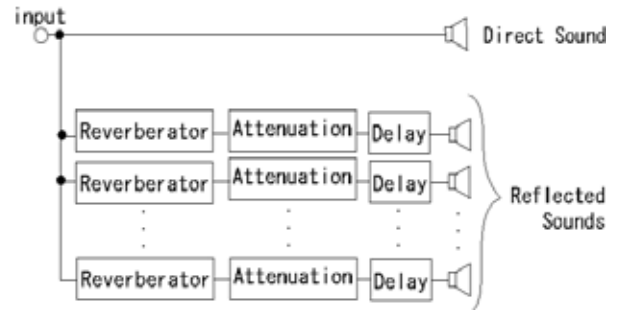 input
Direct Sound
Reverberator Attenuation Delay
Reverberator Attenuation Delay
Reflected
Sounds
Reverberator Attenuation Delay